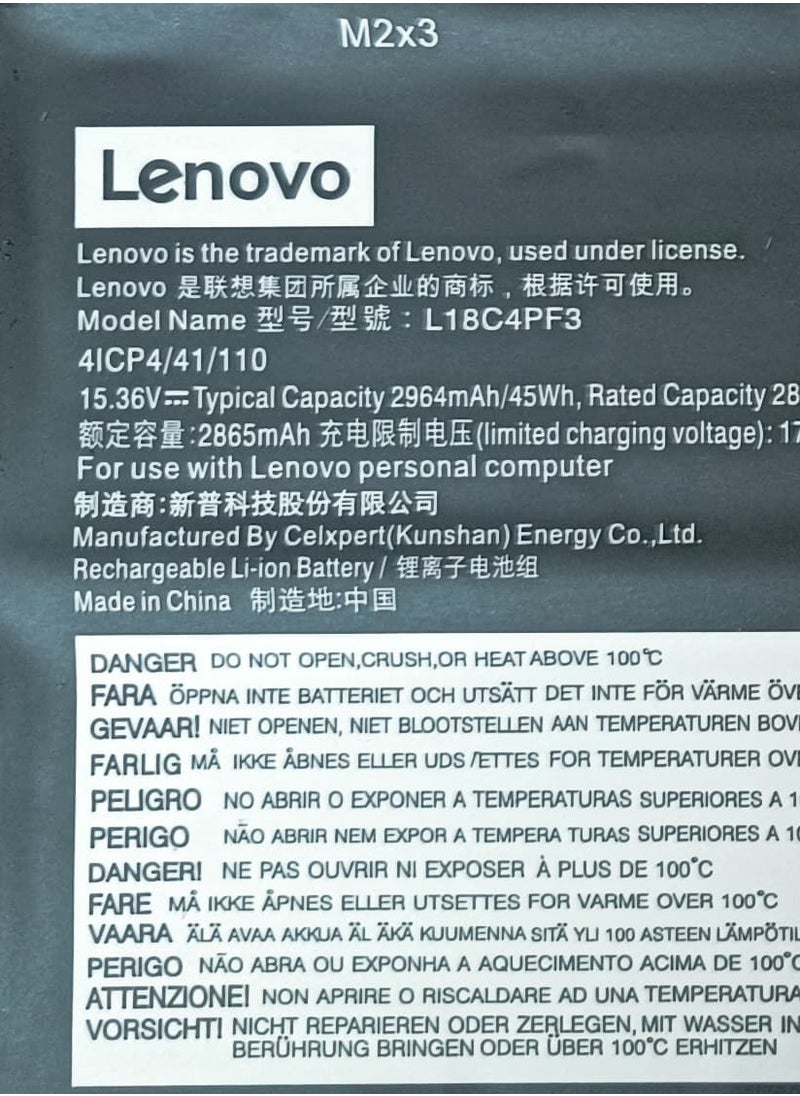 M2x3
Lenovo
Lenovo is the trademark of Lenovo, used under license.
Lenovo 是联想集团所属企业的商标，根据许可使用。
Model Name 型号/型號：L18C4PF3
4ICP4/41/110
15.36V⎓Typical Capacity 2964mAh/45Wh, Rated Capacity 28
额定容量:2865mAh 充电限制电压(limited charging voltage): 17
For use with Lenovo personal computer
制造商:新普科技股份有限公司
Manufactured By Celxpert(Kunshan) Energy Co.,Ltd.
Rechargeable Li-ion Battery / 锂离子电池组
Made in China 制造地:中国
DANGER DO NOT OPEN,CRUSH,OR HEAT ABOVE 100°C
FARA ÖPPNA INTE BATTERIET OCH UTSÄTT DET INTE FÖR VÄRME ÖVE
GEVAAR! NIET OPENEN, NIET BLOOTSTELLEN AAN TEMPERATUREN BOV
FARLIG MÅ IKKE ÅBNES ELLER UDS/ETTES FOR TEMPERATURER OVE
PELIGRO NO ABRIR O EXPONER A TEMPERATURAS SUPERIORES A 1
PERIGO NÃO ABRIR NEM EXPOR A TEMPERA TURAS SUPERIORES A 10
DANGER! NE PAS OUVRIR NI EXPOSER À PLUS DE 100°C
FARE MÅ IKKE ÅPNES ELLER UTSETTES FOR VARME OVER 100°C
VAARA ÄLÄ AVAA AKKUA ÄL ÄKÄ KUUMENNA SITÄ YLI 100 ASTEEN LÄMPÖTIL
PERIGO NÃO ABRA OU EXPONHA A AQUECIMENTO ACIMA DE 100°C
ATTENZIONE! NON APRIRE O RISCALDARE AD UNA TEMPERATURA
VORSICHT! NICHT REPARIEREN ODER ZERLEGEN, MIT WASSER IN
BERÜHRUNG BRINGEN ODER ÜBER 100°C ERHITZEN